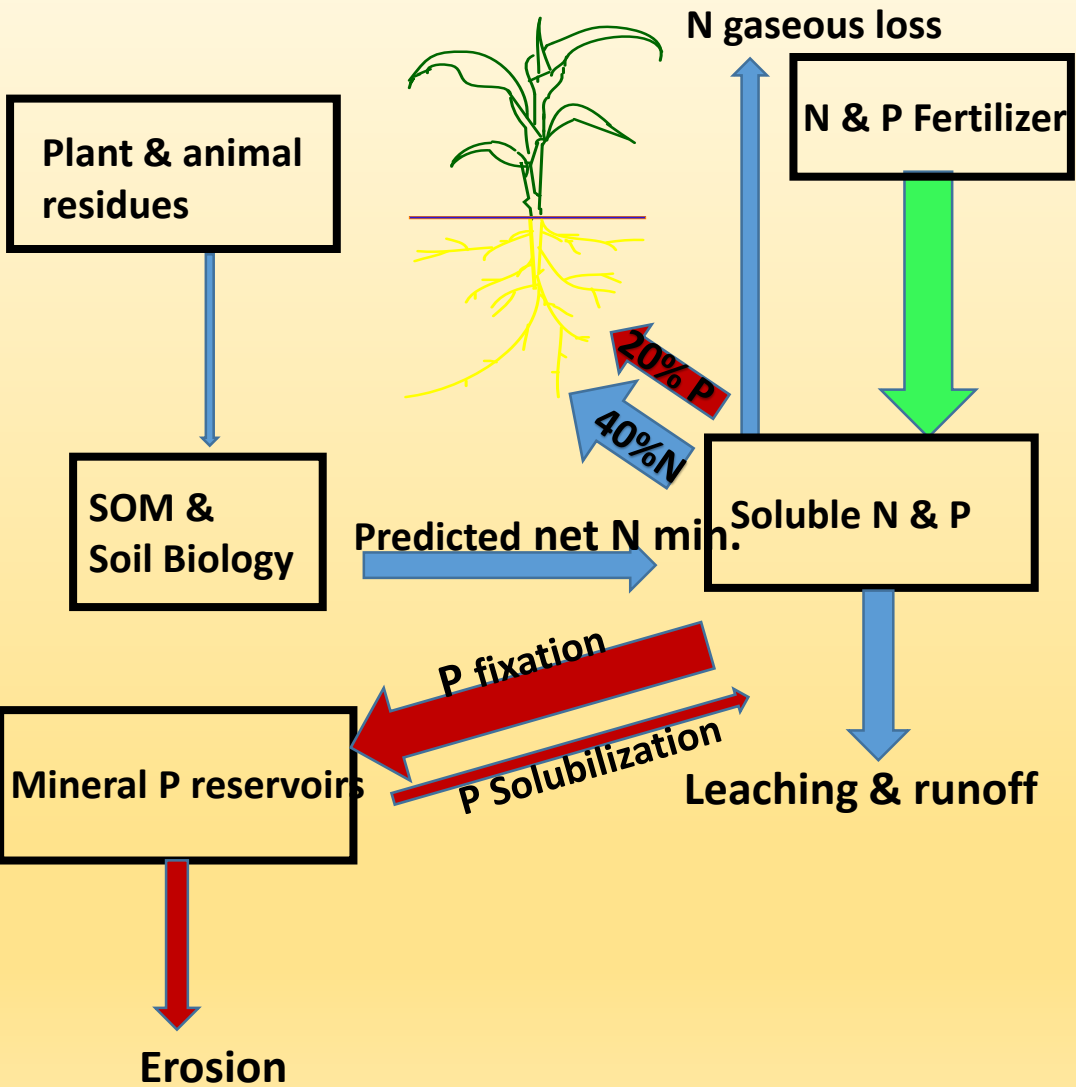 N gaseous loss
N & P Fertilizer
Plant & animal
residues
20% P
40%N
SOM &
Soil Biology
Predicted net N min.
Soluble N & P
P fixation
P Solubilization
Mineral P reservoirs
Leaching & runoff
Erosion